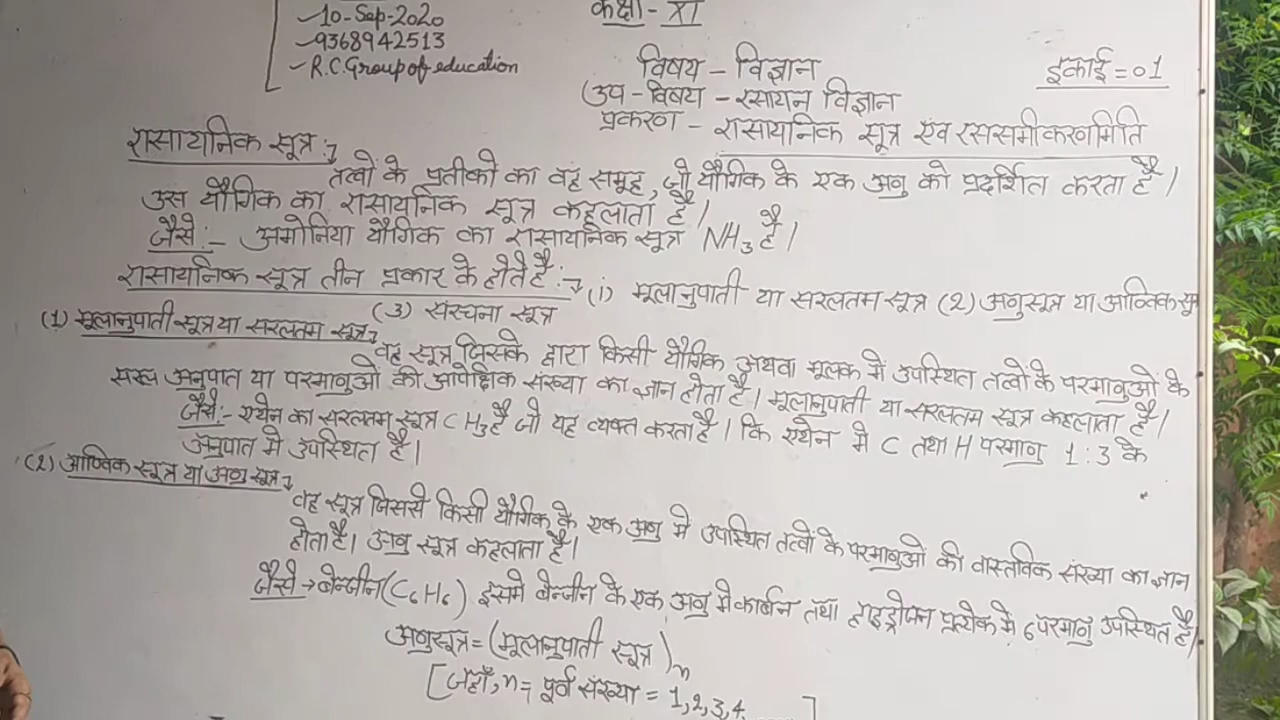 10-Sep-2020
कक्षा - XI
9368942513
R.C.Group of education
विषय - विज्ञान
इकाई = 01
उप-विषय - रसायन विज्ञान
प्रकरण - रासायनिक सूत्र एवं रससमीकरणमिति
रासायनिक सूत्र :→
तत्वों के प्रतीकों का वह समूह, जो यौगिक के एक अणु को प्रदर्शित करता है।
उस यौगिक का रासायनिक सूत्र कहलाता है।
जैसे :- अमोनिया यौगिक का रासायनिक सूत्र NH₃ है।
रासायनिक सूत्र तीन प्रकार के होते है :→ (i) मूलानुपाती या सरलतम सूत्र (2) अणुसूत्र या आण्विक सूत्र
(3) संरचना सूत्र
(1) मूलानुपाती सूत्र या सरलतम सूत्र→
वह सूत्र जिसके द्वारा किसी यौगिक अथवा मूलक में उपस्थित तत्वों के परमाणुओं के
सरल अनुपात या परमाणुओं की आपेक्षिक संख्या का ज्ञान होता है। मूलानुपाती या सरलतम सूत्र कहलाता है।
जैसे :- एथेन का सरलतम सूत्र CH₃ है जो यह व्यक्त करता है। कि एथेन मे C तथा H परमाणु 1:3 के
अनुपात मे उपस्थित है।
(2) आण्विक सूत्र या अणु सूत्र→
वह सूत्र जिससे किसी यौगिक के एक अणु मे उपस्थित तत्वों के परमाणुओं की वास्तविक संख्या का ज्ञान
होता है। अणु सूत्र कहलाता है।
जैसे → बेन्जीन (C₆H₆) इसमे बेन्जीन के एक अणु मे कार्बन तथा हाइड्रोजन प्रत्येक मे 6 परमाणु उपस्थित है।
अणुसूत्र = (मूलानुपाती सूत्र)ₙ
[जहाँ, n = पूर्ण संख्या = 1,2,3,4.....]